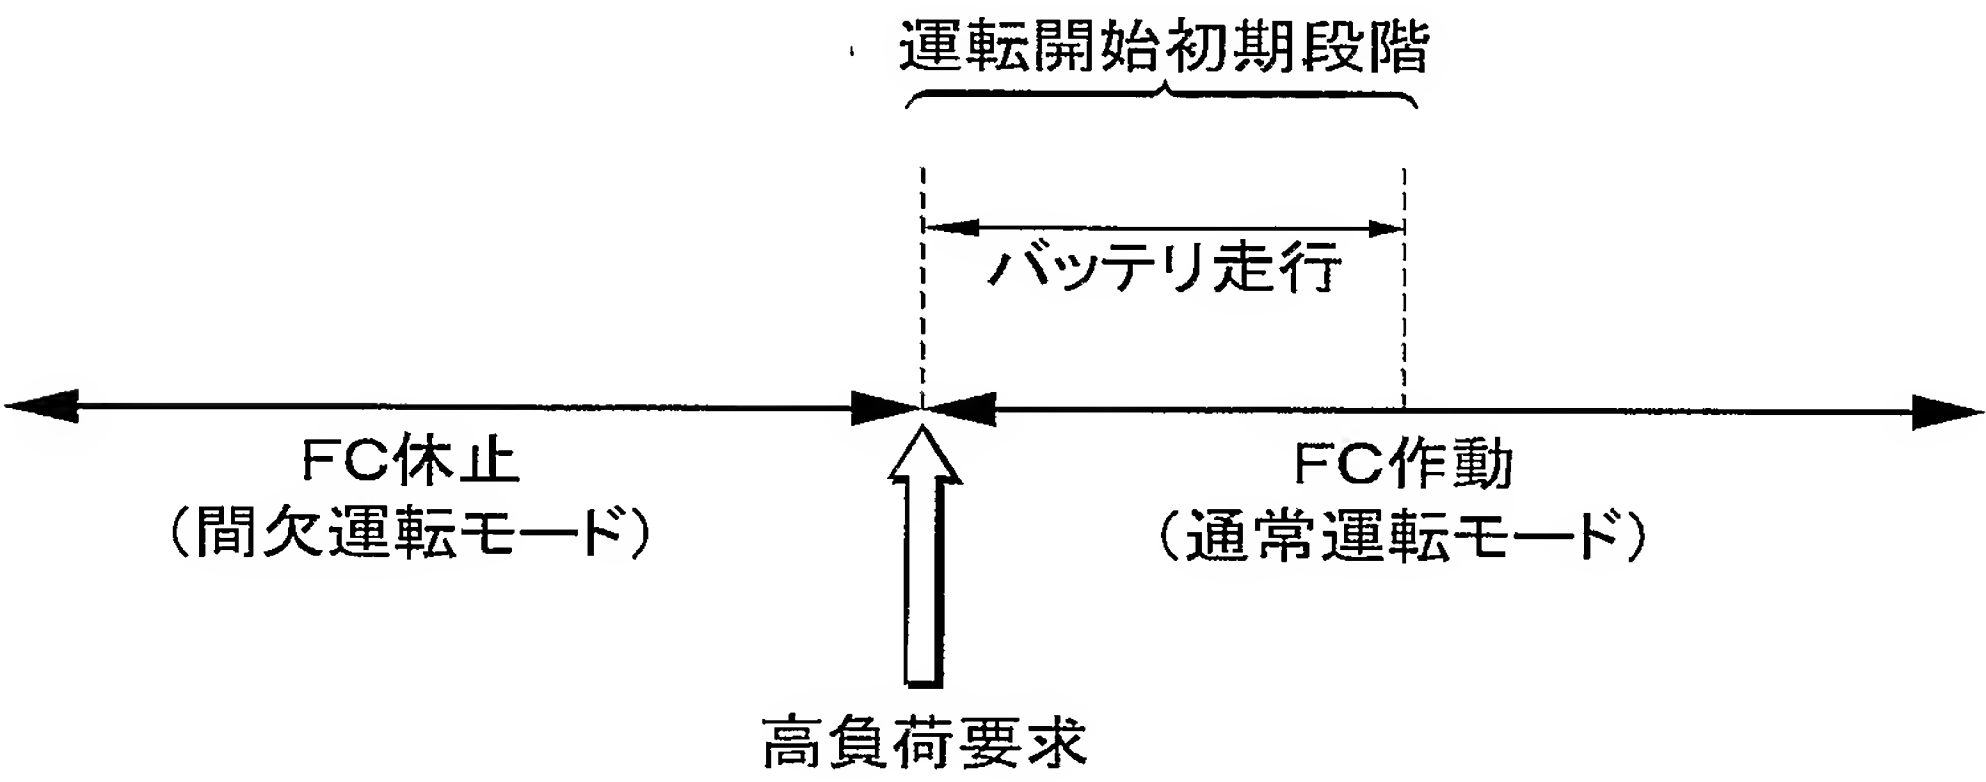 運転開始初期段階
バッテリ走行
FC休止
(間欠運転モード)
FC作動
(通常運転モード)
高負荷要求